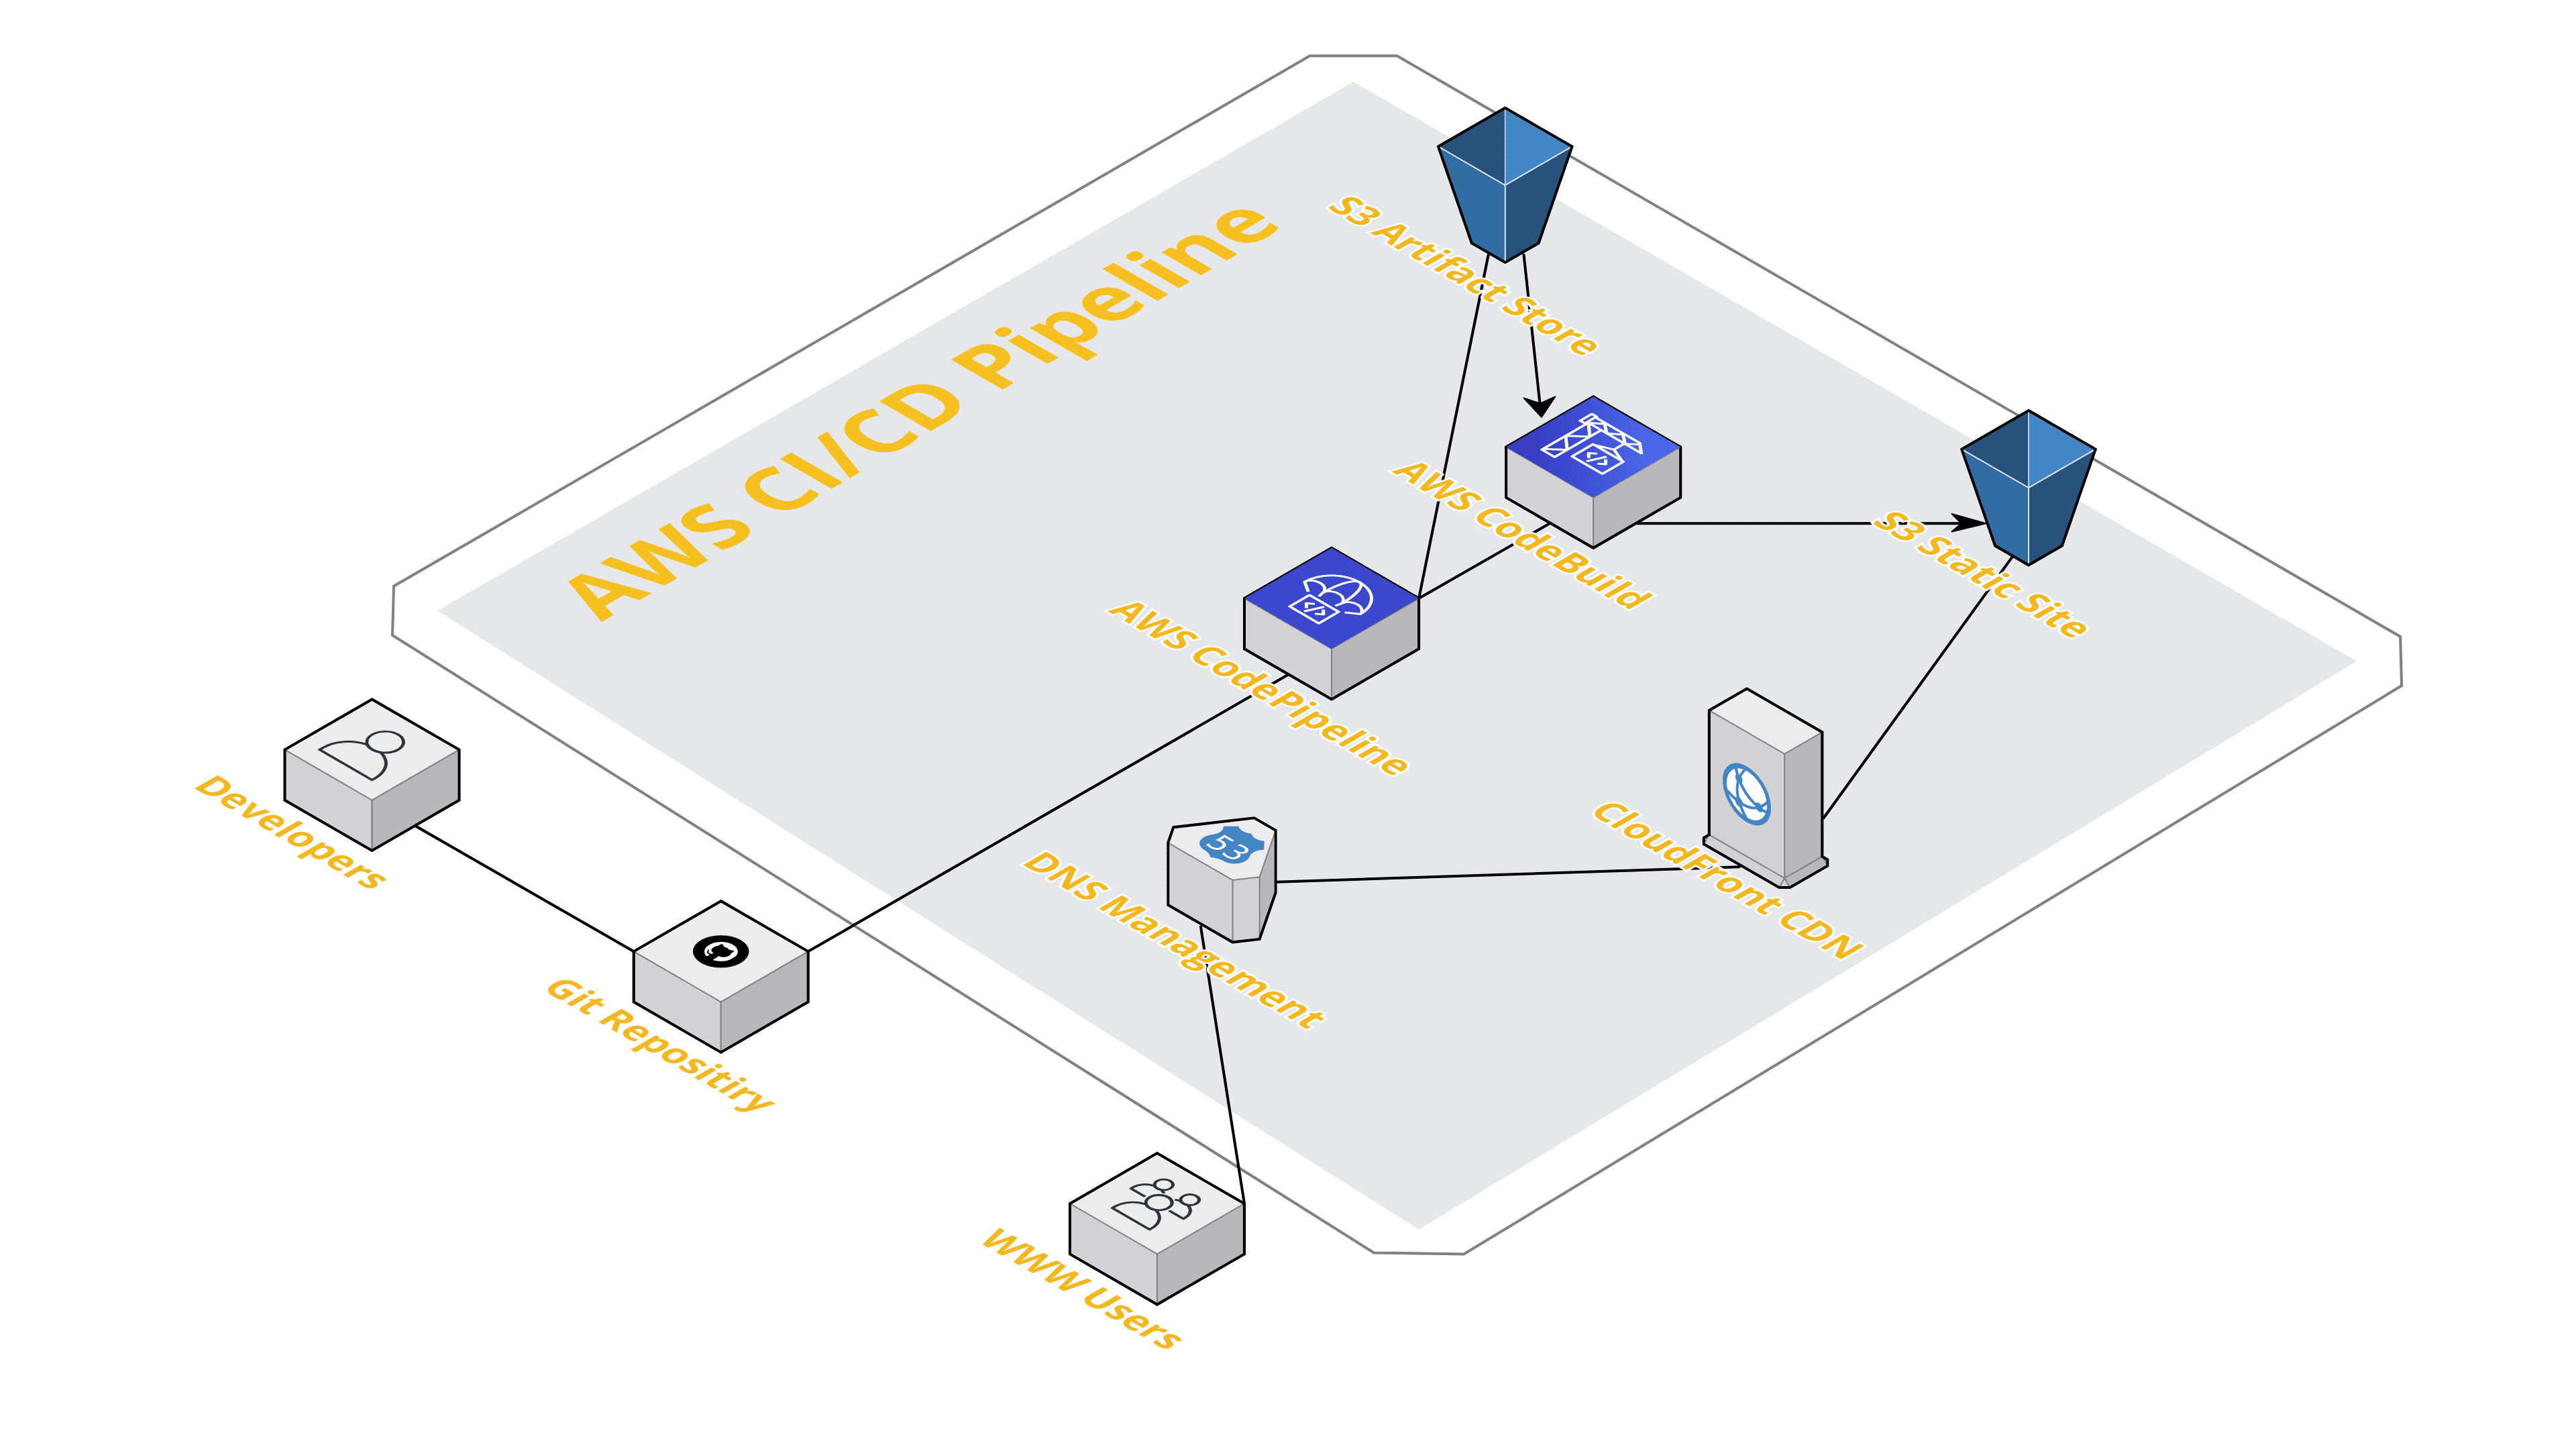 AWS CI/CD Pipeline
S3 Artifact Store
</>
AWS CodeBuild
S3 Static Site
</>
AWS CodePipeline
Developers
53
DNS Management
CloudFront CDN
Git Repositiry
WWW Users